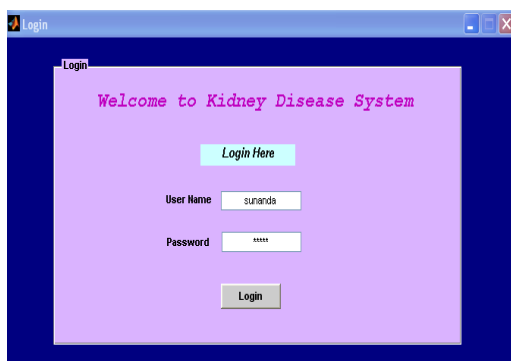 Login
Login
Welcome to Kidney Disease System
Login Here
User Name sunanda
Password *****
Login